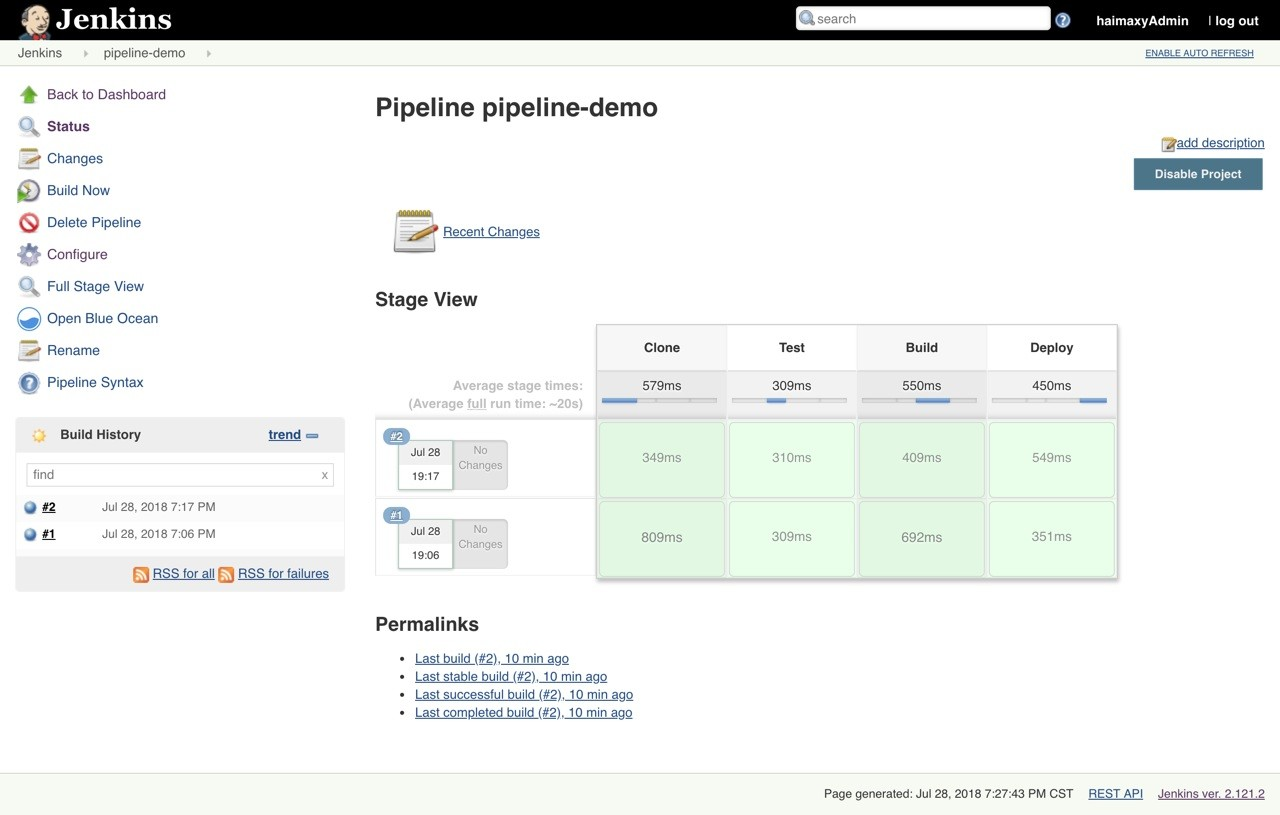 Jenkins
search
haimaxyAdmin | log out
Jenkins pipeline-demo
ENABLE AUTO REFRESH
Back to Dashboard
Status
Changes
Build Now
Delete Pipeline
Configure
Full Stage View
Open Blue Ocean
Rename
Pipeline Syntax
Build History trend
find x
#2 Jul 28, 2018 7:17 PM
#1 Jul 28, 2018 7:06 PM
RSS for all RSS for failures
Pipeline pipeline-demo
add description
Disable Project
Recent Changes
Stage View
Clone Test Build Deploy
Average stage times: 579ms 309ms 550ms 450ms
(Average full run time: ~20s)
#2
Jul 28 No
19:17 Changes
349ms 310ms 409ms 549ms
#1
Jul 28 No
19:06 Changes
809ms 309ms 692ms 351ms
Permalinks
• Last build (#2), 10 min ago
• Last stable build (#2), 10 min ago
• Last successful build (#2), 10 min ago
• Last completed build (#2), 10 min ago
Page generated: Jul 28, 2018 7:27:43 PM CST REST API Jenkins ver. 2.121.2